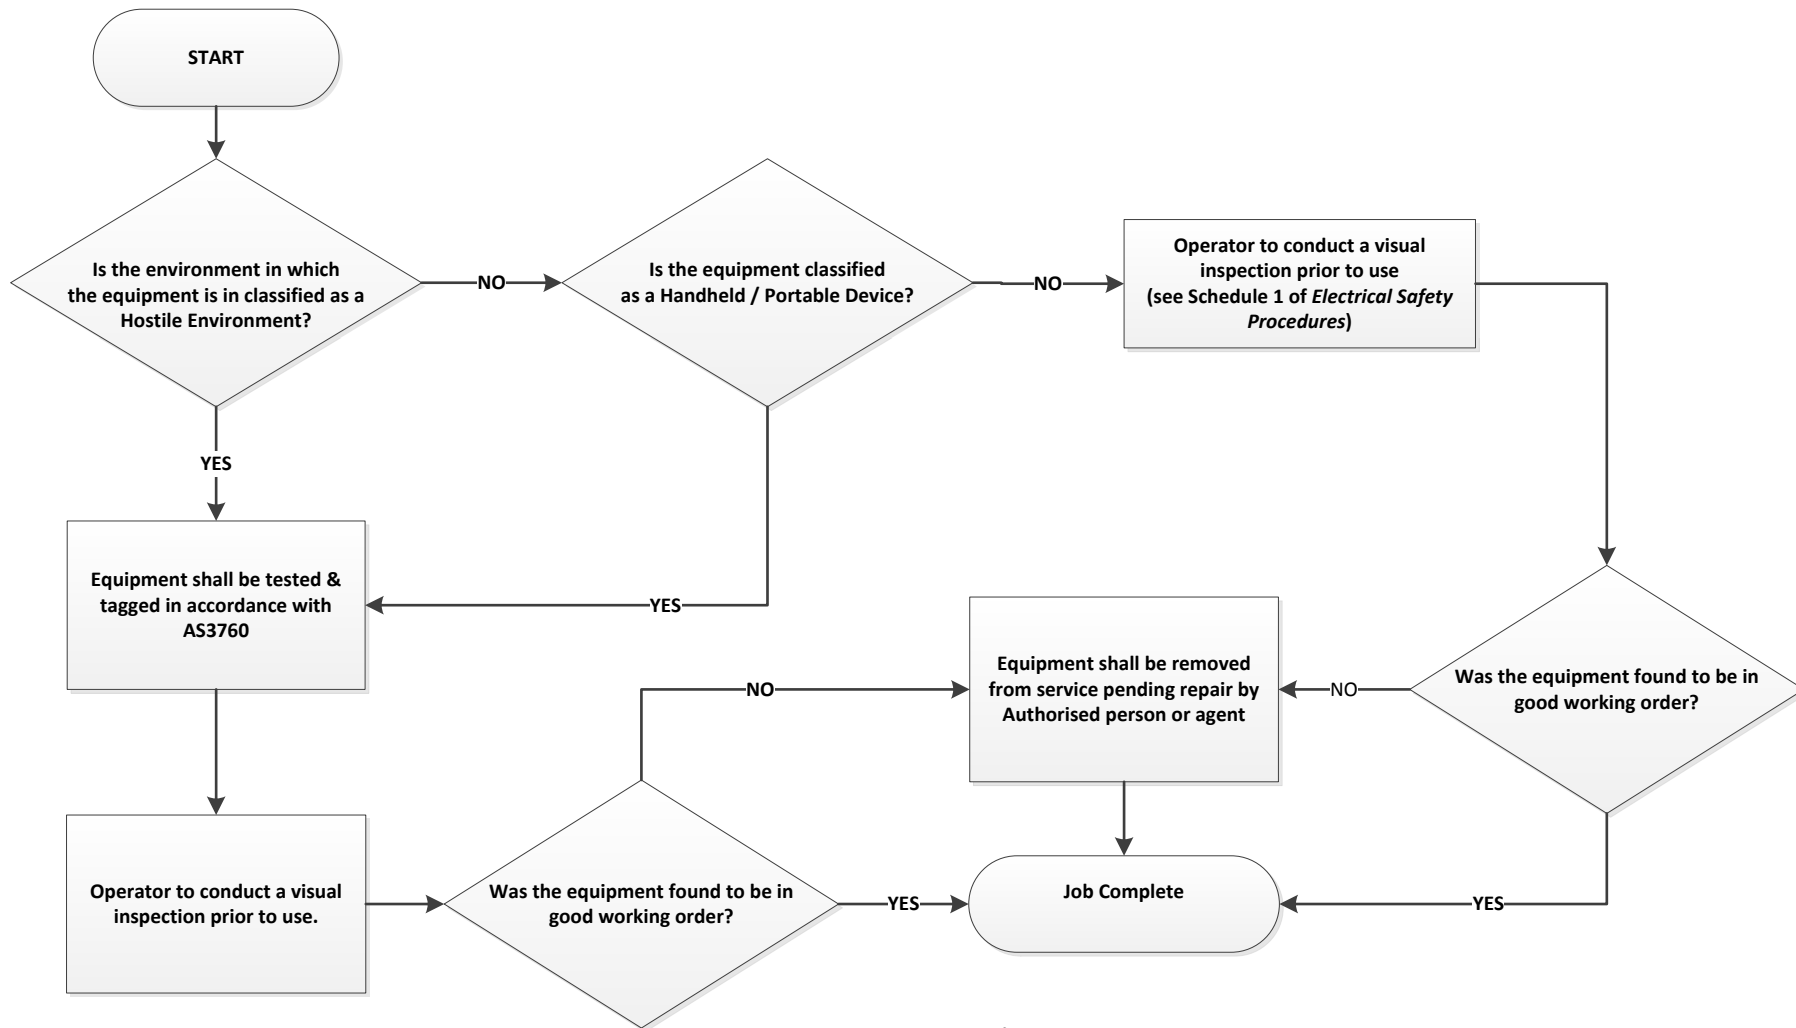 START
Is the environment in which
the equipment is in classified as a
Hostile Environment?
NO
Is the equipment classified
as a Handheld / Portable Device?
NO
Operator to conduct a visual
inspection prior to use
(see Schedule 1 of Electrical Safety
Procedures)
YES
Equipment shall be tested &
tagged in accordance with
AS3760
YES
Equipment shall be removed
from service pending repair by
Authorised person or agent
NO
NO
Was the equipment found to be in
good working order?
Operator to conduct a visual
inspection prior to use.
Was the equipment found to be in
good working order?
YES
Job Complete
YES